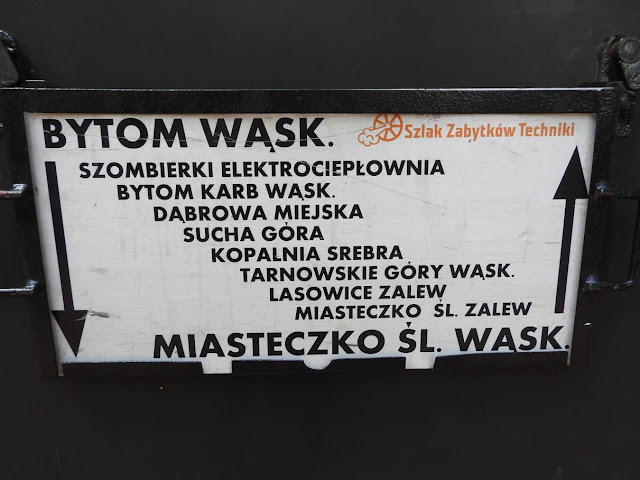 BYTOM WĄSK.
Szlak Zabytków Techniki
SZOMBIERKI ELEKTROCIEPŁOWNIA
BYTOM KARB WĄSK.
DĄBROWA MIEJSKA
SUCHA GÓRA
KOPALNIA SREBRA
TARNOWSKIE GÓRY WĄSK.
LASOWICE ZALEW
MIASTECZKO ŚL. ZALEW
MIASTECZKO ŚL. WĄSK.